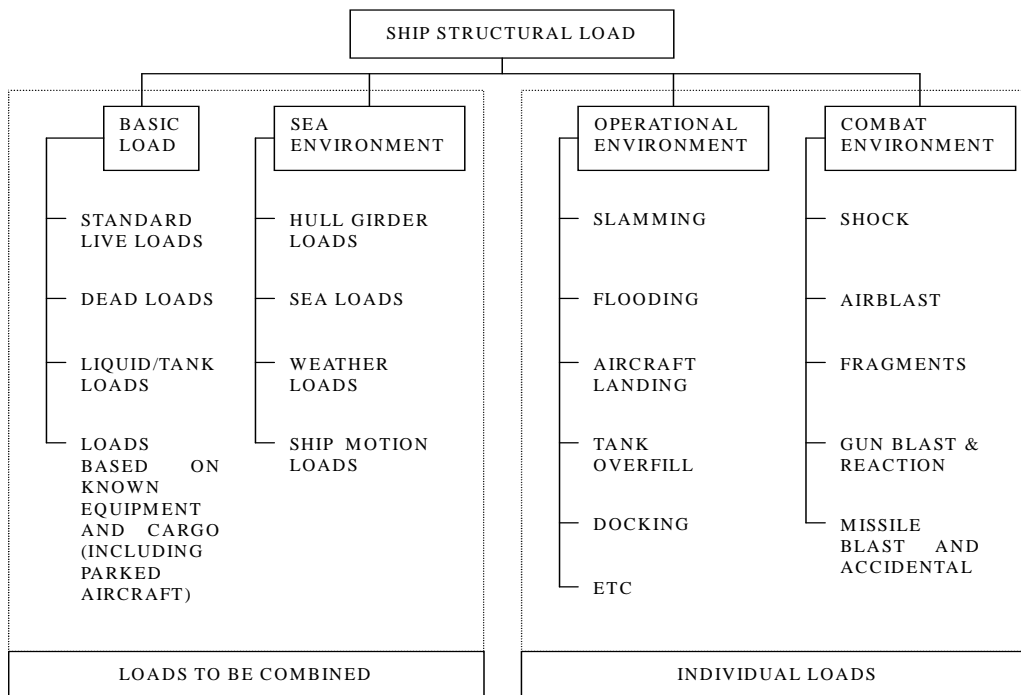 SHIP STRUCTURAL LOAD
BASIC
LOAD
STANDARD
LIVE LOADS
DEAD LOADS
LIQUID/TANK
LOADS
LOADS
BASED ON
KNOWN
EQUIPMENT
AND CARGO
(INCLUDING
PARKED
AIRCRAFT)
SEA
ENVIRONMENT
HULL GIRDER
LOADS
SEA LOADS
WEATHER
LOADS
SHIP MOTION
LOADS
LOADS TO BE COMBINED
OPERATIONAL
ENVIRONMENT
SLAMMING
FLOODING
AIRCRAFT
LANDING
TANK
OVERFILL
DOCKING
ETC
COMBAT
ENVIRONMENT
SHOCK
AIRBLAST
FRAGMENTS
GUN BLAST &
REACTION
MISSILE
BLAST AND
ACCIDENTAL
INDIVIDUAL LOADS